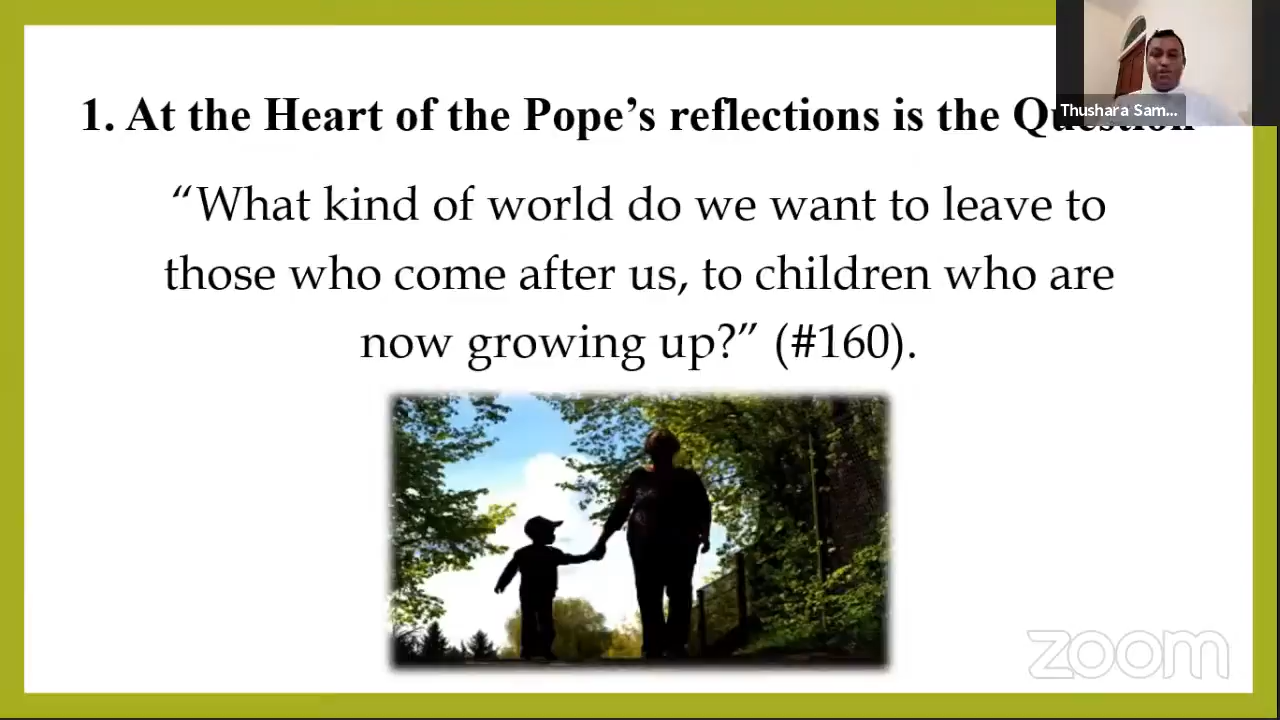 1. At the Heart of the Pope’s reflections is the Question
Thushara Sam...
“What kind of world do we want to leave to
those who come after us, to children who are
now growing up?” (#160).
zoom